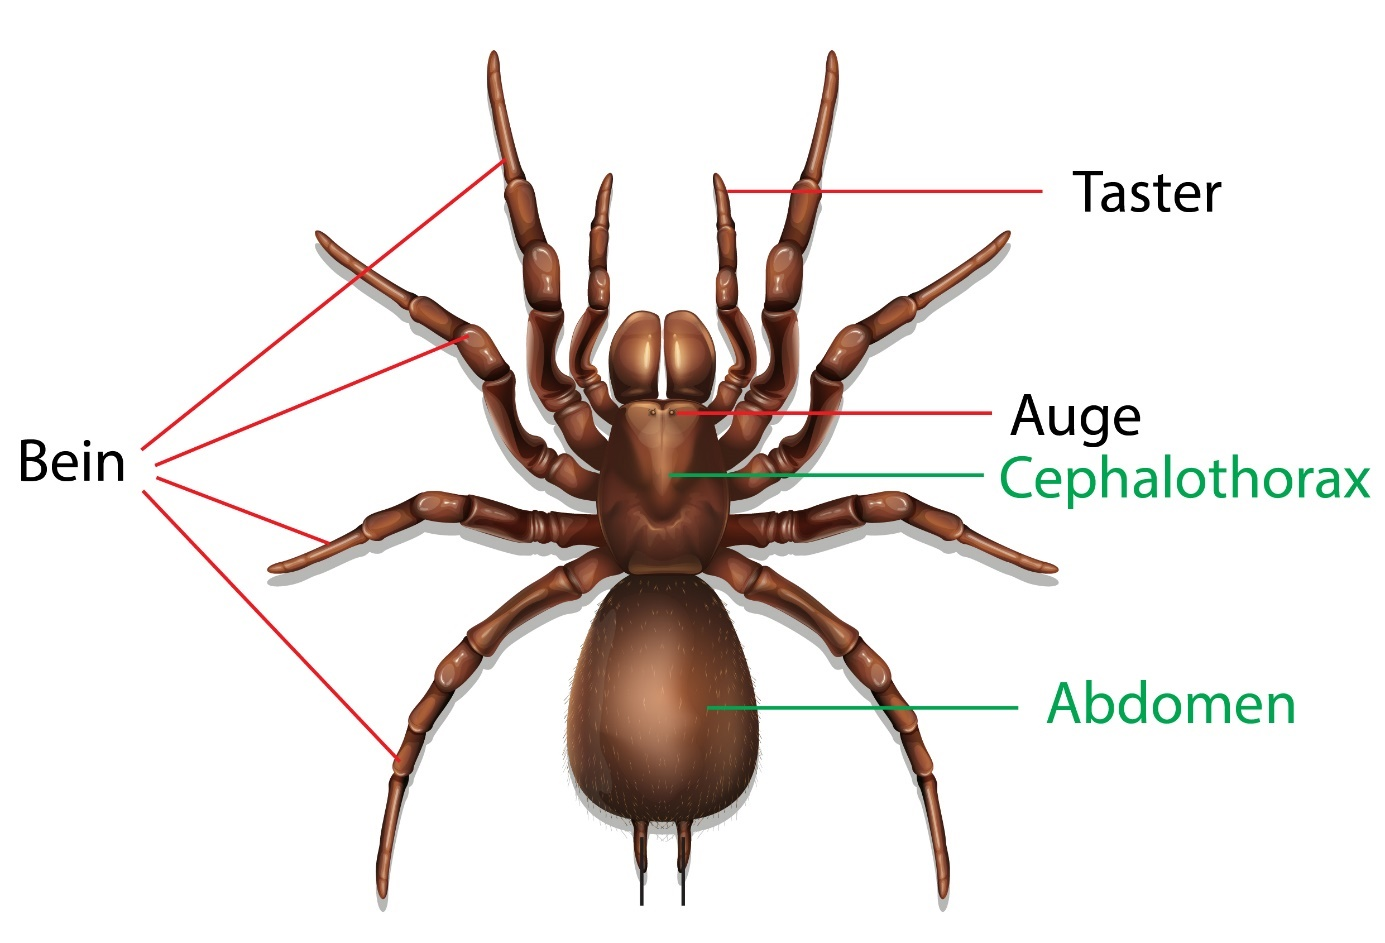 Taster
Auge
Bein
Cephalothorax
Abdomen